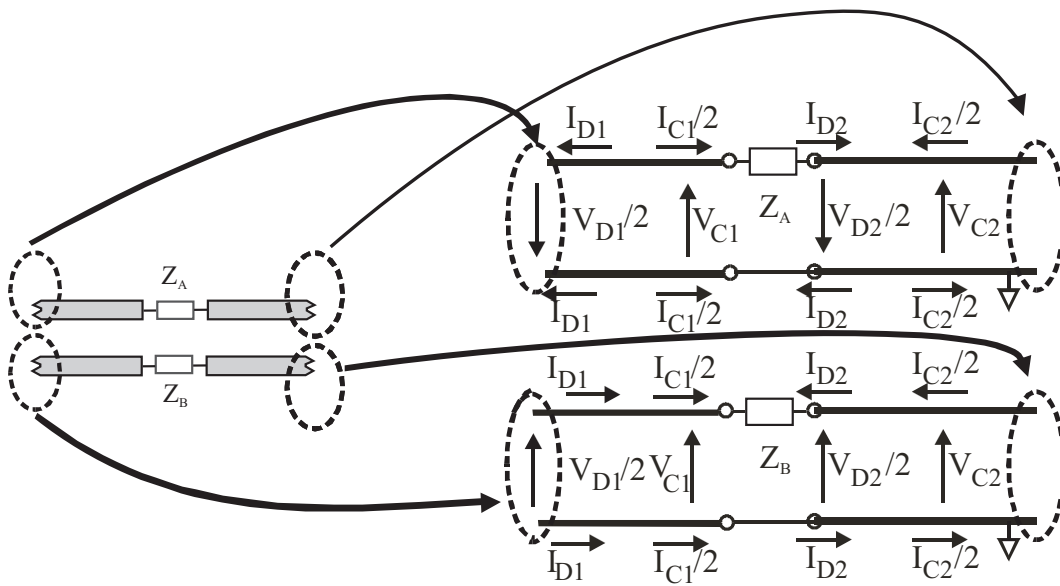 I_D1 I_C1/2 I_D2 I_C2/2
Z_A
V_D1/2 V_C1 Z_A V_D2/2 V_C2
I_D1 I_C1/2 I_D2 I_C2/2
Z_B
I_D1 I_C1/2 I_D2 I_C2/2
V_D1/2 V_C1 Z_B V_D2/2 V_C2
I_D1 I_C1/2 I_D2 I_C2/2